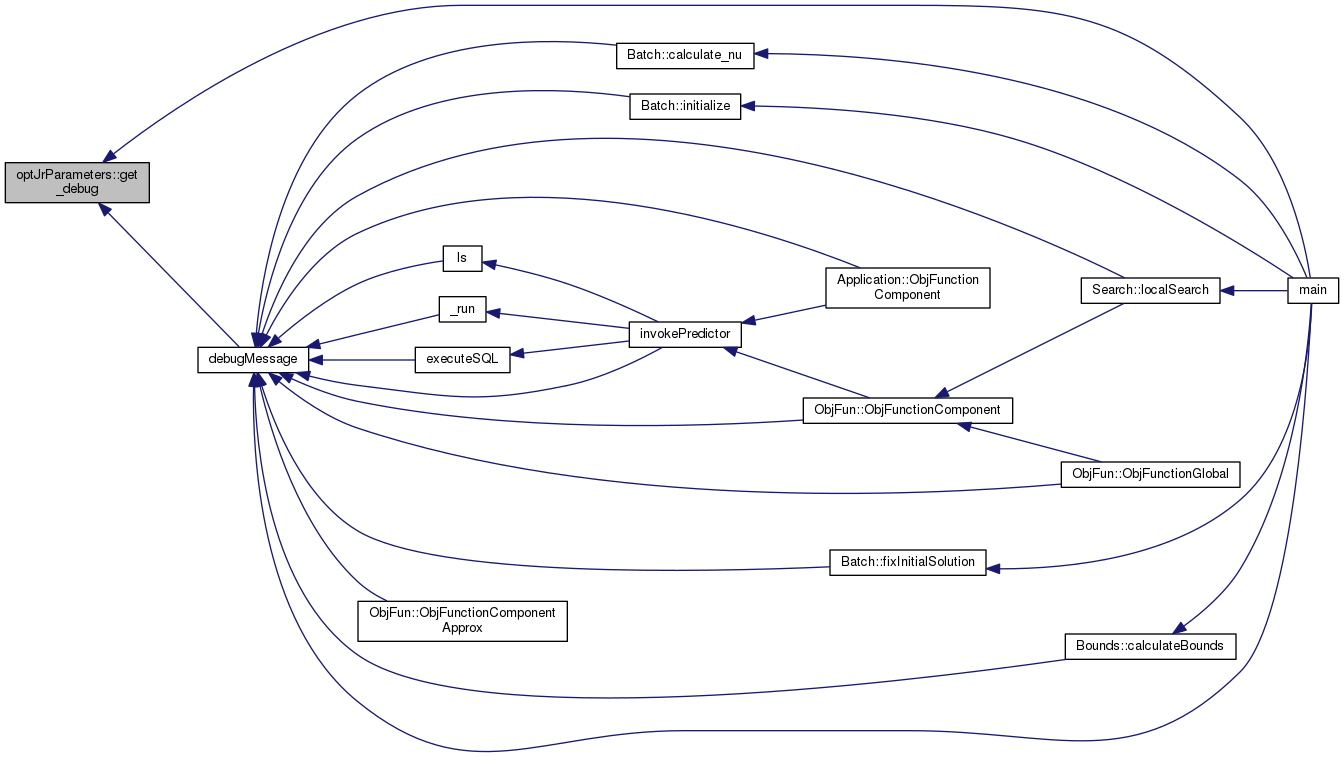 Batch::calculate_nu
Batch::initialize
optJrParameters::get
_debug
ls
Application::ObjFunction
Component
Search::localSearch
main
_run
invokePredictor
debugMessage
executeSQL
ObjFun::ObjFunctionComponent
ObjFun::ObjFunctionGlobal
Batch::fixInitialSolution
ObjFun::ObjFunctionComponent
Approx
Bounds::calculateBounds